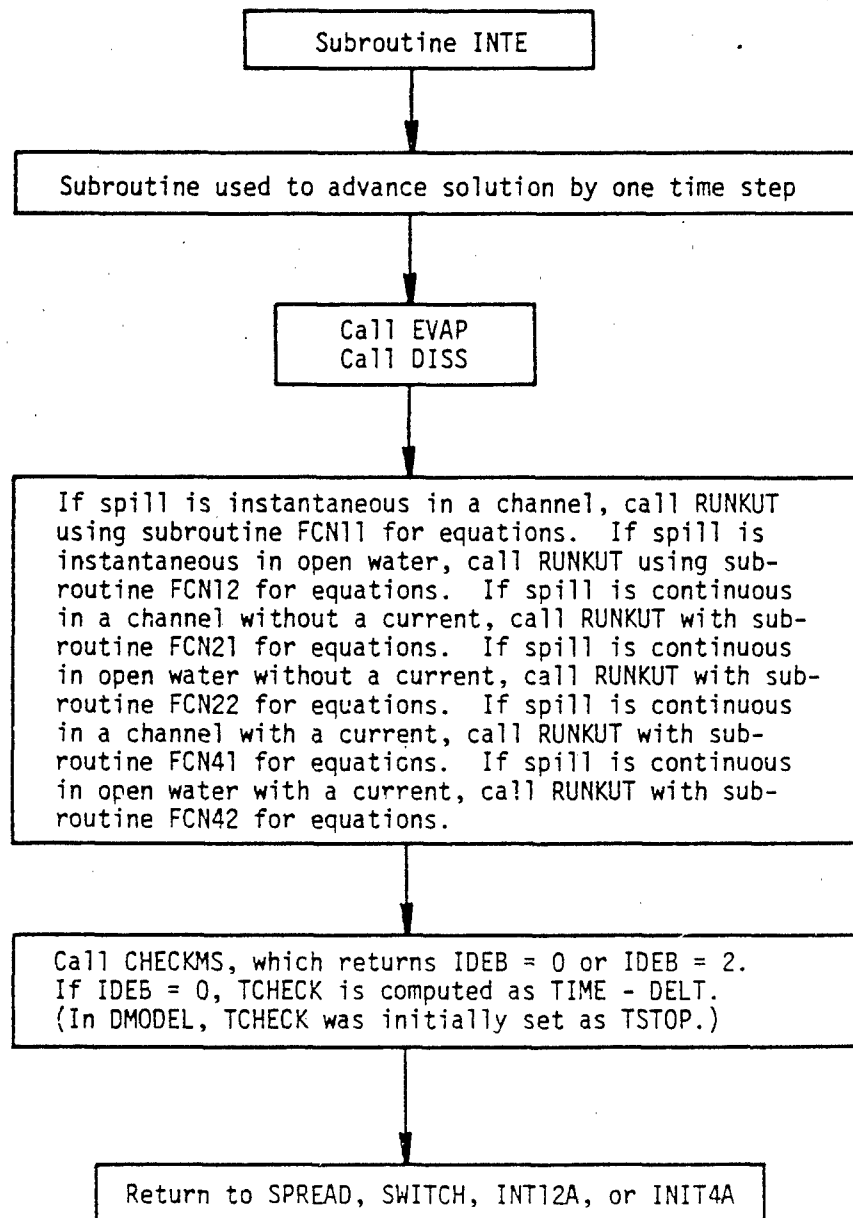 Subroutine INTE
Subroutine used to advance solution by one time step
Call EVAP
Call DISS
If spill is instantaneous in a channel, call RUNKUT
using subroutine FCN11 for equations. If spill is
instantaneous in open water, call RUNKUT using sub-
routine FCN12 for equations. If spill is continuous
in a channel without a current, call RUNKUT with sub-
routine FCN21 for equations. If spill is continuous
in open water without a current, call RUNKUT with sub-
routine FCN22 for equations. If spill is continuous
in a channel with a current, call RUNKUT with sub-
routine FCN41 for equations. If spill is continuous
in open water with a current, call RUNKUT with sub-
routine FCN42 for equations.
Call CHECKMS, which returns IDEB = 0 or IDEB = 2.
If IDEB = 0, TCHECK is computed as TIME - DELT.
(In DMODEL, TCHECK was initially set as TSTOP.)
Return to SPREAD, SWITCH, INT12A, or INIT4A